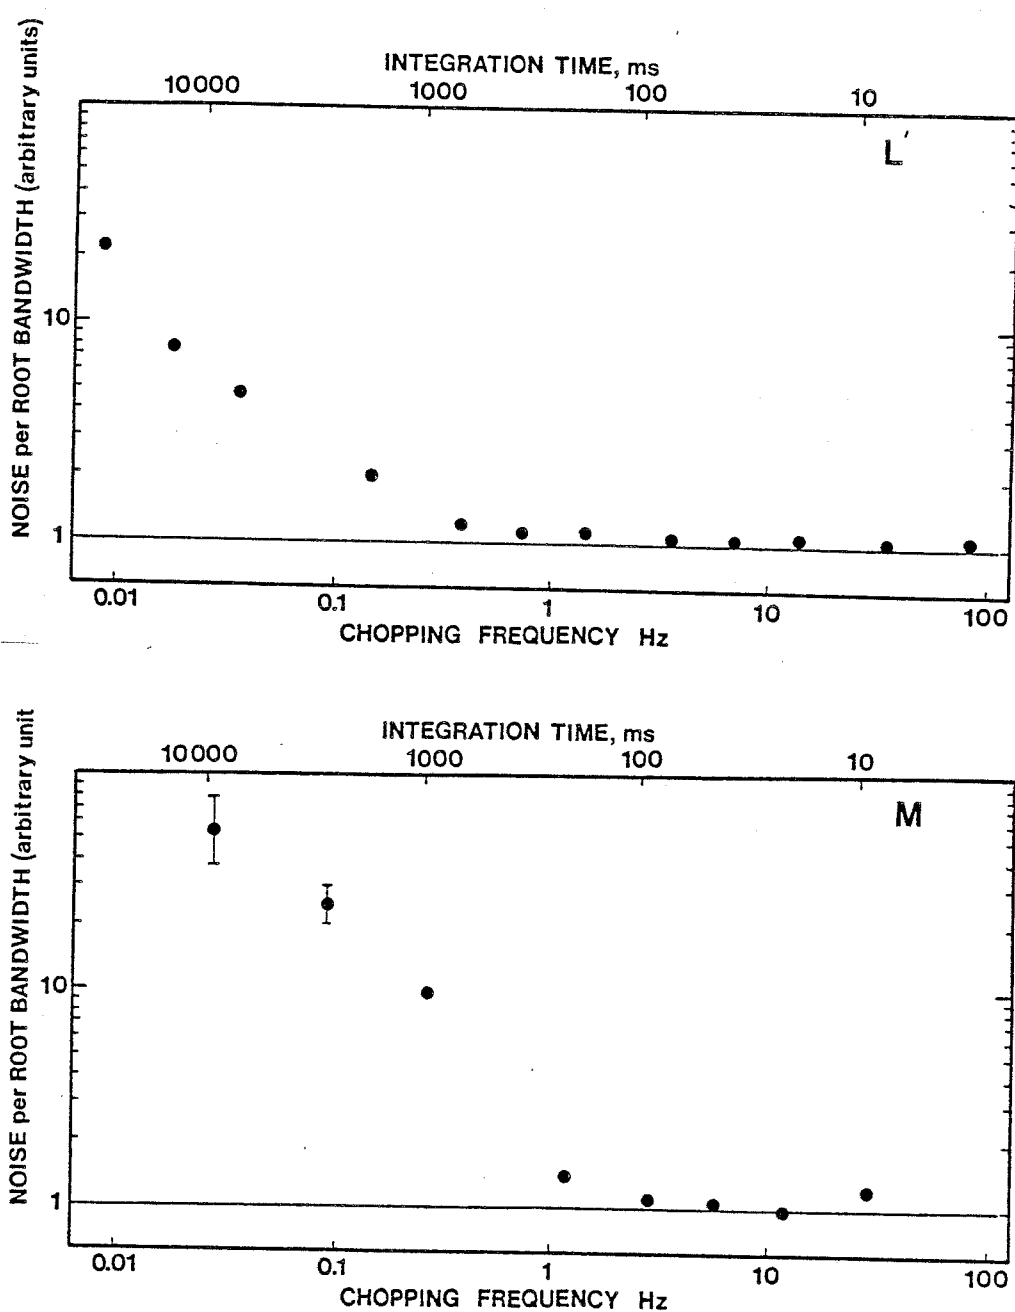 INTEGRATION TIME, ms
10000 1000 100 10
L'
NOISE per ROOT BANDWIDTH (arbitrary units)
10
1
0.01 0.1 1 10 100
CHOPPING FREQUENCY Hz
INTEGRATION TIME, ms
10000 1000 100 10
M
NOISE per ROOT BANDWIDTH (arbitrary unit
10
1
0.01 0.1 1 10 100
CHOPPING FREQUENCY Hz